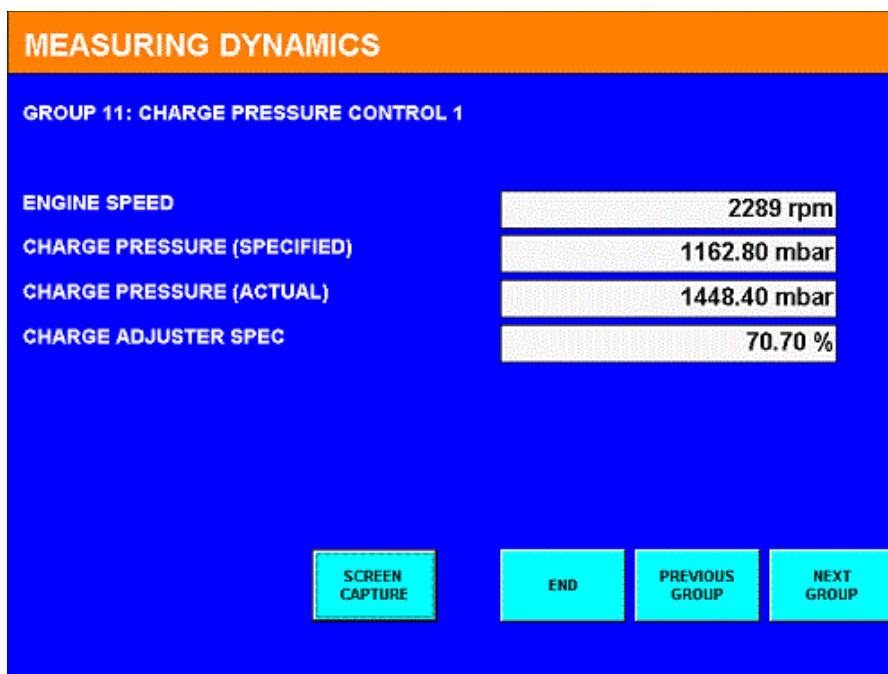 MEASURING DYNAMICS
GROUP 11: CHARGE PRESSURE CONTROL 1
ENGINE SPEED 2289 rpm
CHARGE PRESSURE (SPECIFIED) 1162.80 mbar
CHARGE PRESSURE (ACTUAL) 1448.40 mbar
CHARGE ADJUSTER SPEC 70.70 %
SCREEN CAPTURE
END
PREVIOUS GROUP
NEXT GROUP